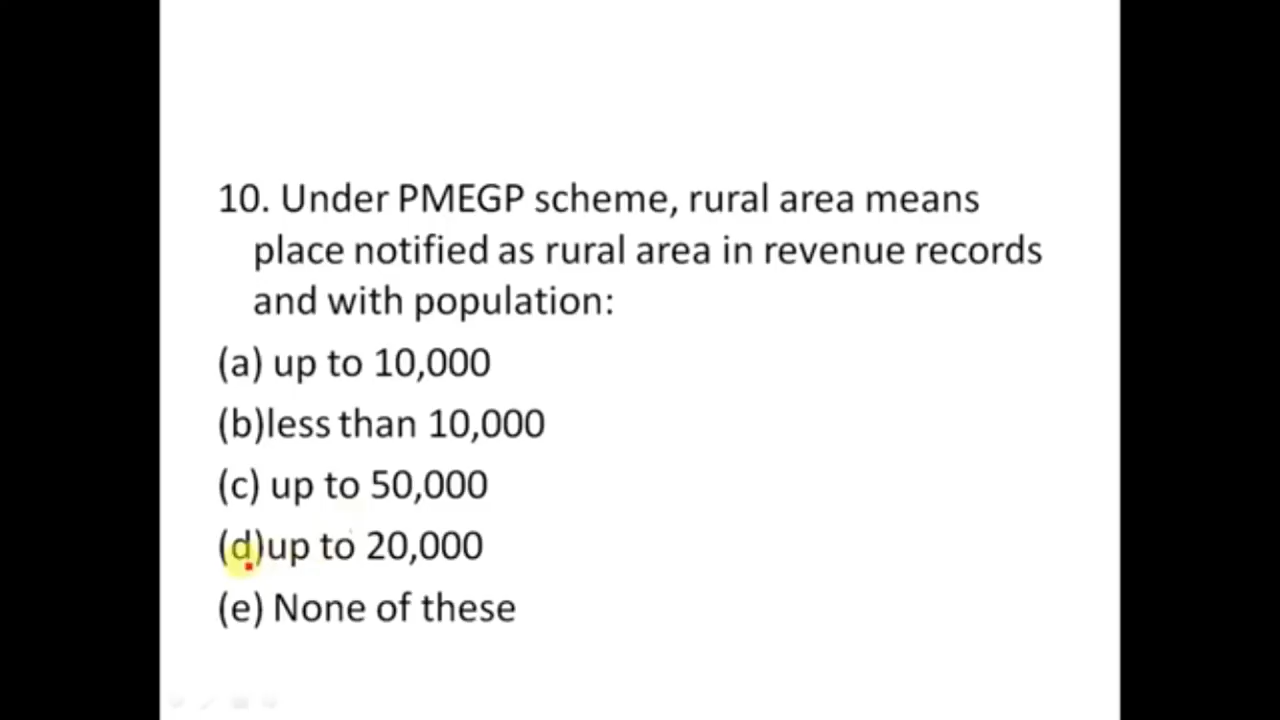 10. Under PMEGP scheme, rural area means
place notified as rural area in revenue records
and with population:
(a) up to 10,000
(b)less than 10,000
(c) up to 50,000
(d)up to 20,000
(e) None of these